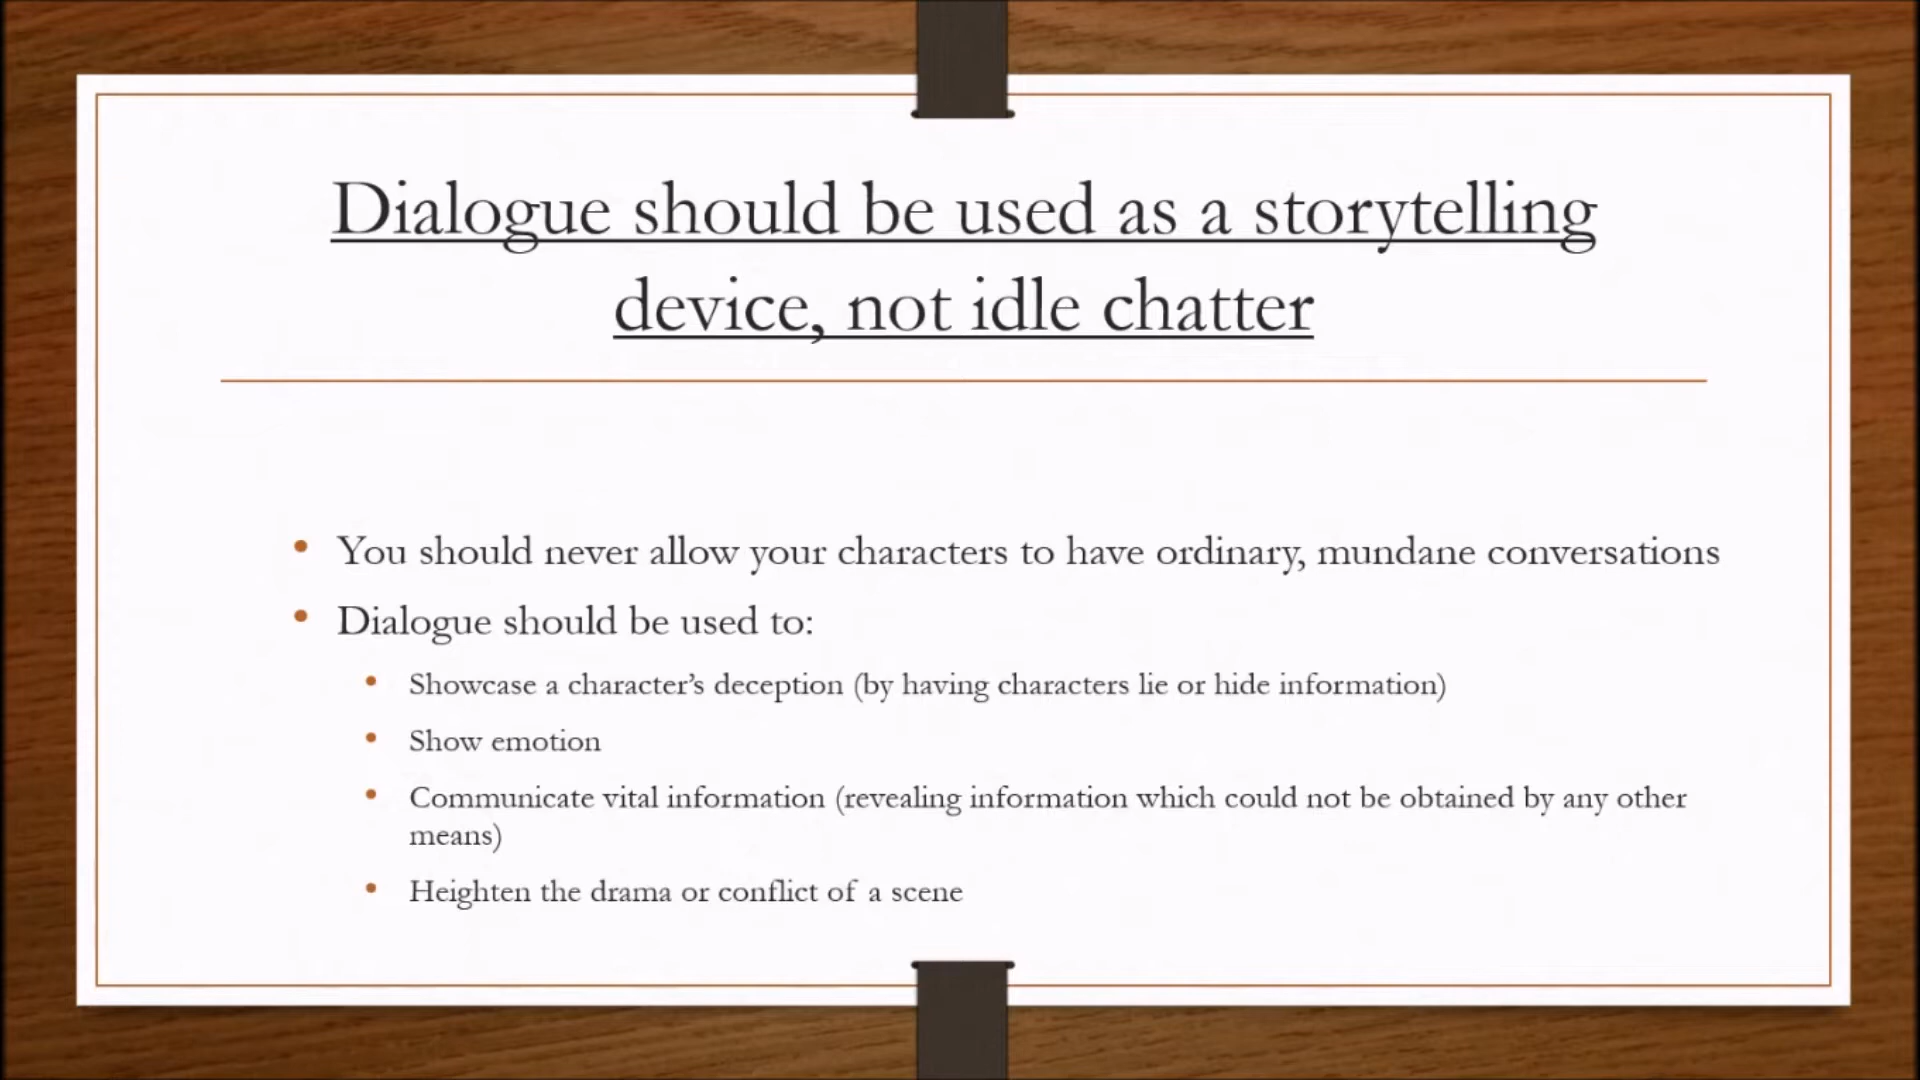 Dialogue should be used as a storytelling
device, not idle chatter
• You should never allow your characters to have ordinary, mundane conversations
• Dialogue should be used to:
• Showcase a character’s deception (by having characters lie or hide information)
• Show emotion
• Communicate vital information (revealing information which could not be obtained by any other
means)
• Heighten the drama or conflict of a scene